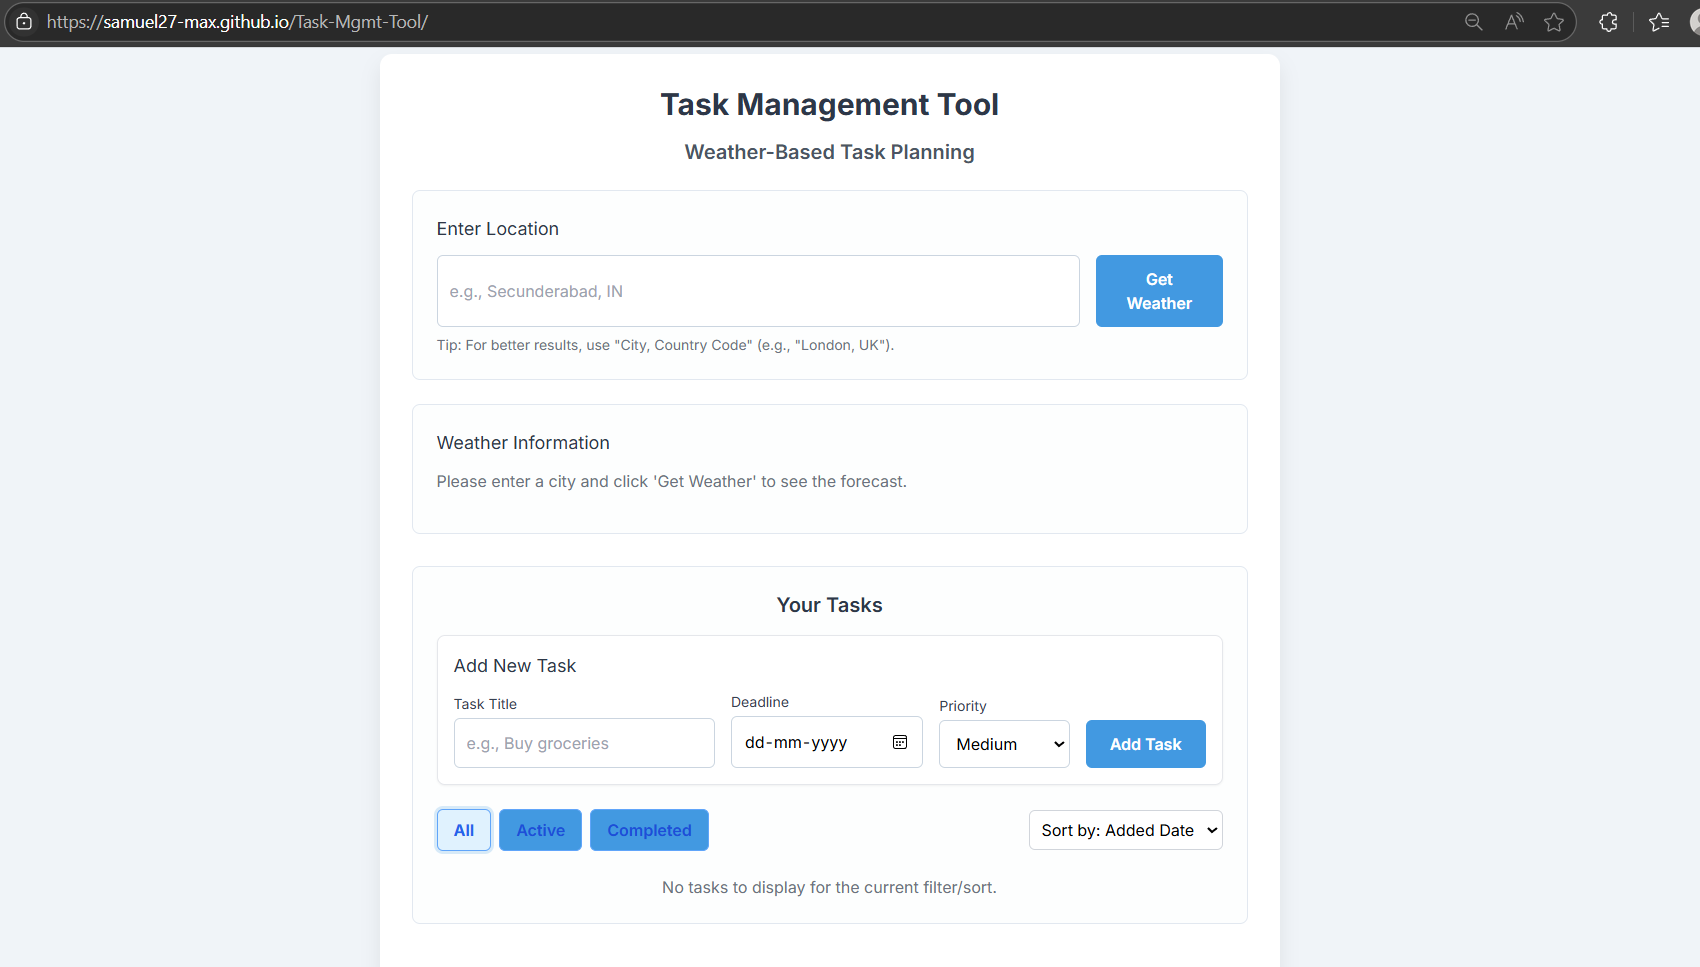 https://samuel27-max.github.io/Task-Mgmt-Tool/
Task Management Tool
Weather-Based Task Planning
Enter Location
e.g., Secunderabad, IN
Get
Weather
Tip: For better results, use "City, Country Code" (e.g., "London, UK").
Weather Information
Please enter a city and click 'Get Weather' to see the forecast.
Your Tasks
Add New Task
Task Title
Deadline
Priority
e.g., Buy groceries
dd-mm-yyyy
Medium
Add Task
All
Active
Completed
Sort by: Added Date
No tasks to display for the current filter/sort.